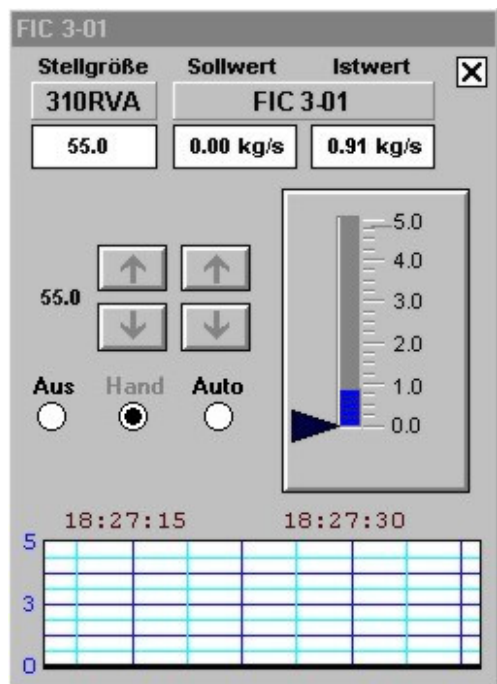 FIC 3-01
Stellgröße Sollwert Istwert
310RVA FIC 3-01
55.0 0.00 kg/s 0.91 kg/s
5.0
4.0
55.0 3.0
2.0
Aus Hand Auto 1.0
0.0
18:27:15 18:27:30
5
3
0